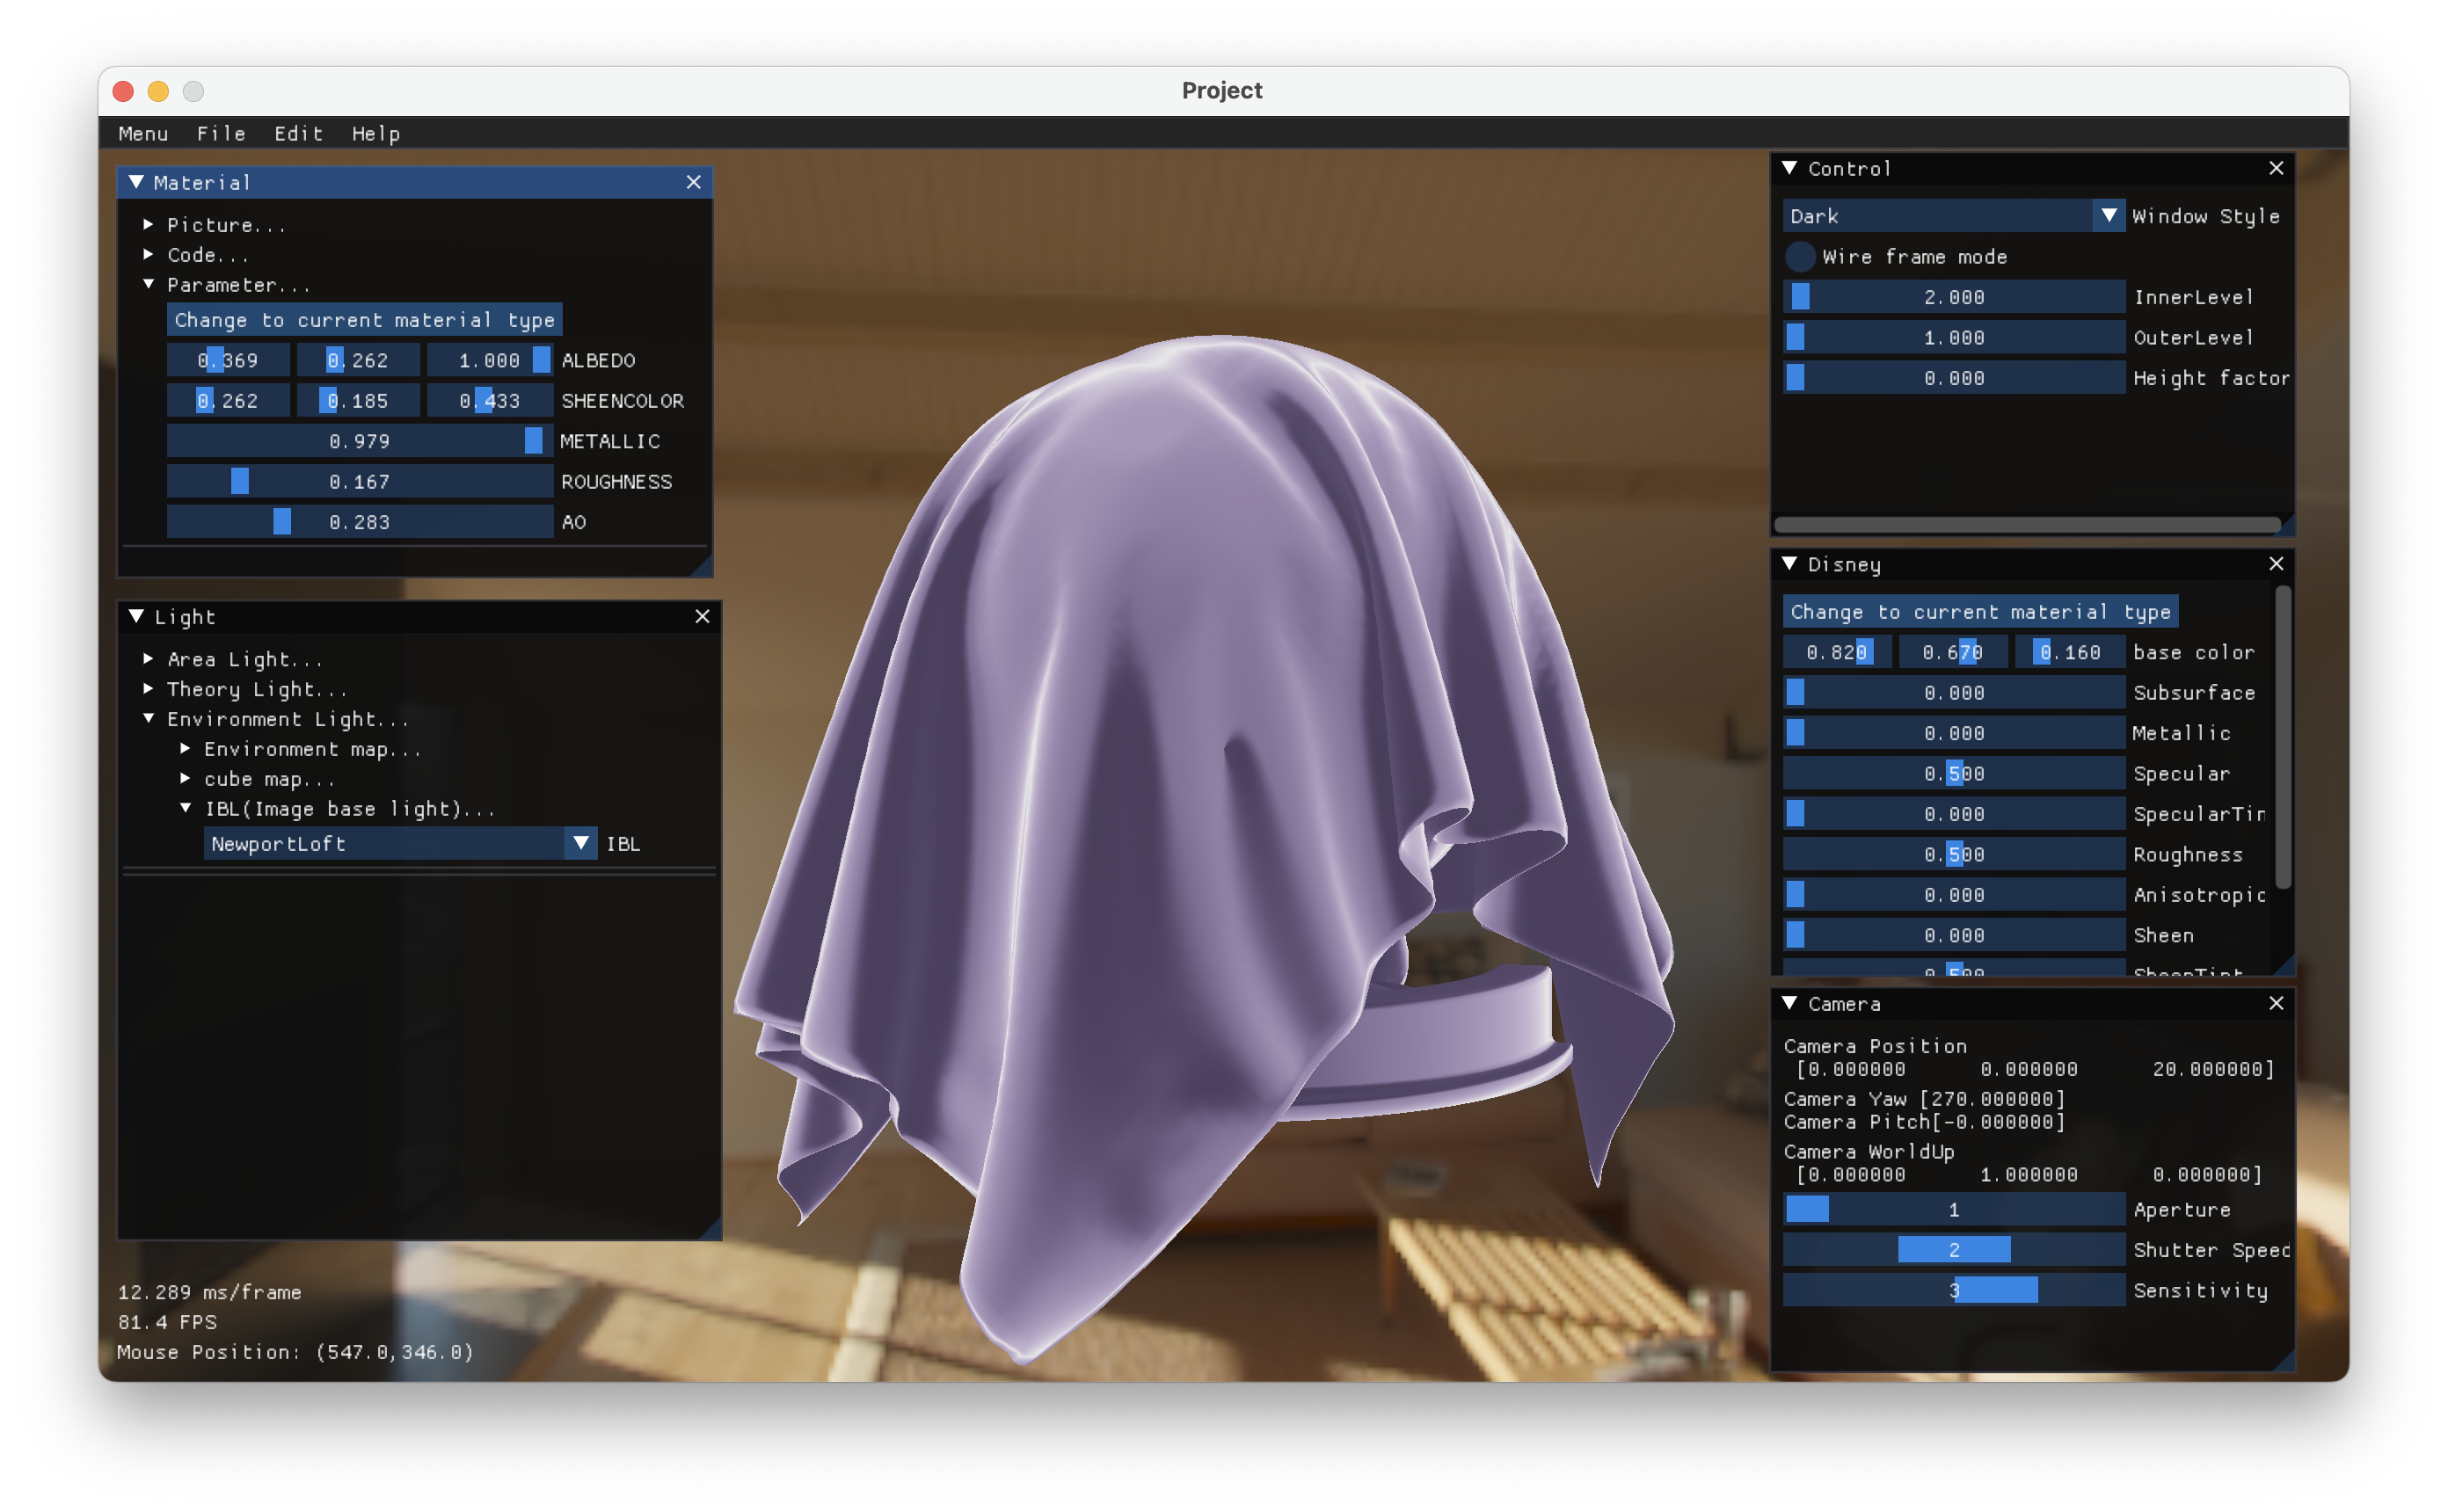 Project
Menu File Edit Help
Material
Picture...
Code...
Parameter...
Change to current material type
0.369 0.262 1.000 ALBEDO
0.262 0.185 0.433 SHEENCOLOR
0.979 METALLIC
0.167 ROUGHNESS
0.283 AO
Light
Area Light...
Theory Light...
Environment Light...
Environment map...
cube map...
IBL(Image base light)...
NewportLoft IBL
12.289 ms/frame
81.4 FPS
Mouse Position: (547.0,346.0)
Control
Dark Window Style
Wire frame mode
2.000 InnerLevel
1.000 OuterLevel
0.000 Height factor
Disney
Change to current material type
0.820 0.670 0.160 base color
0.000 Subsurface
0.000 Metallic
0.500 Specular
0.000 SpecularTin
0.500 Roughness
0.000 Anisotropic
0.000 Sheen
0.500 SheenTint
Camera
Camera Position
[0.000000 0.000000 20.000000]
Camera Yaw [270.000000]
Camera Pitch[-0.000000]
Camera WorldUp
[0.000000 1.000000 0.000000]
1 Aperture
2 Shutter Speed
3 Sensitivity